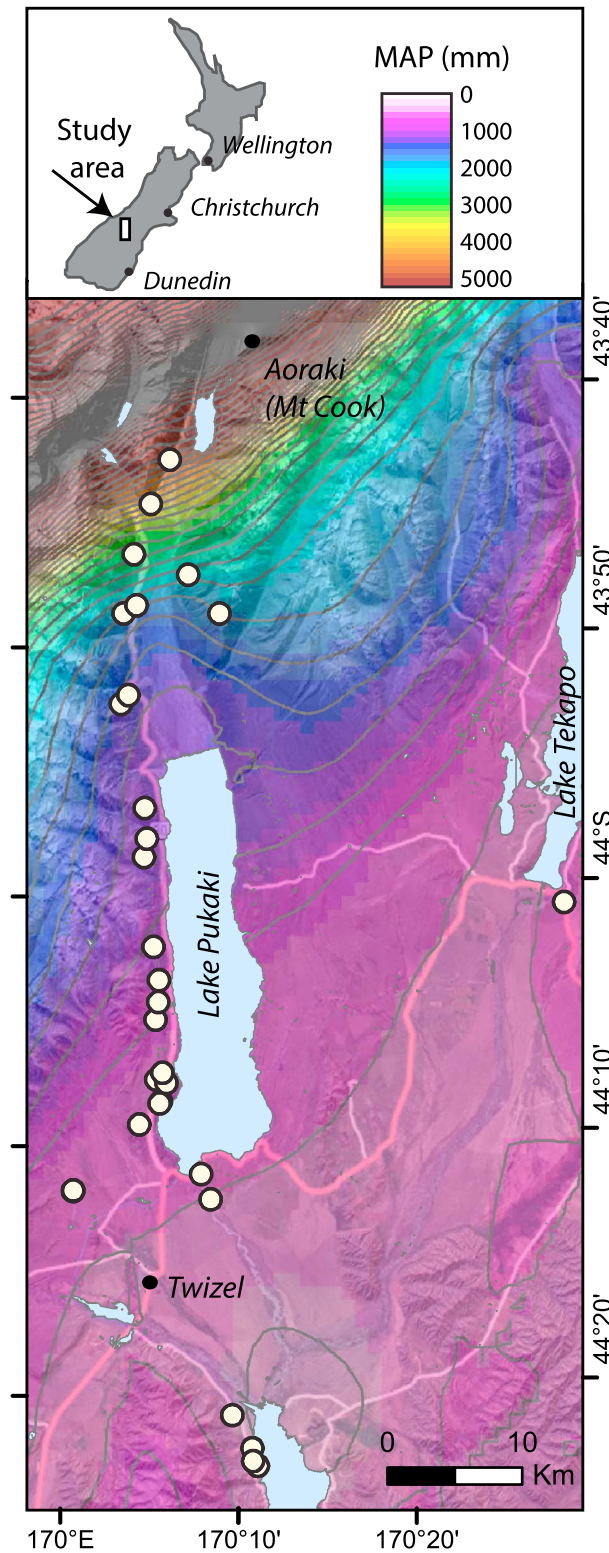 MAP (mm)
0
1000
2000
3000
4000
5000
Study
area
Wellington
Christchurch
Dunedin
43°40'
Aoraki
(Mt Cook)
43°50'
Lake Tekapo
44°S
Lake Pukaki
44°10'
Twizel
44°20'
0 10
Km
170°E 170°10' 170°20'